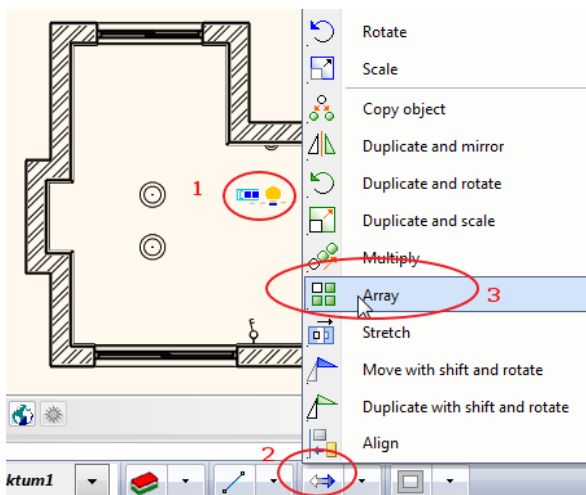 Rotate
Scale
Copy object
Duplicate and mirror
Duplicate and rotate
Duplicate and scale
Multiply
Array
Stretch
Move with shift and rotate
Duplicate with shift and rotate
Align
1
3
2
ktum1